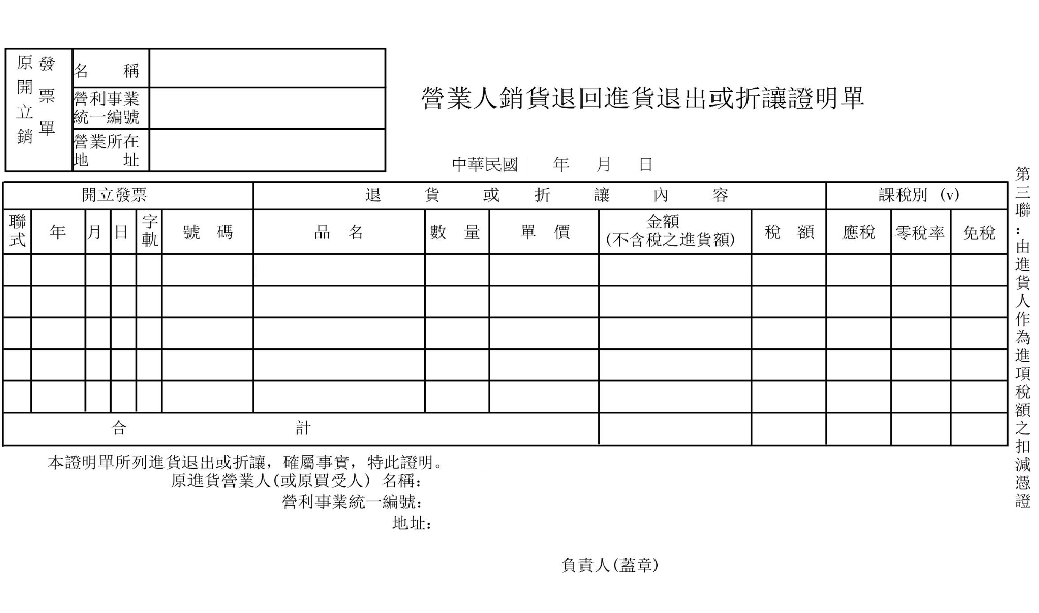 原開立銷
發票單
名稱
營利事業
統一編號
營業所在
地址
營業人銷貨退回進貨退出或折讓證明單
中華民國 年 月 日
開立發票
退貨或折讓內容
課稅別 (v)
聯式
年
月
日
字軌
號碼
品名
數量
單價
金額
(不含稅之進貨額)
稅額
應稅
零稅率
免稅
合計
本證明單所列進貨退出或折讓，確屬事實，特此證明。
原進貨營業人(或原買受人) 名稱：
營利事業統一編號：
地址：
負責人(蓋章)
第三聯：由進貨人作為進項稅額之扣減憑證